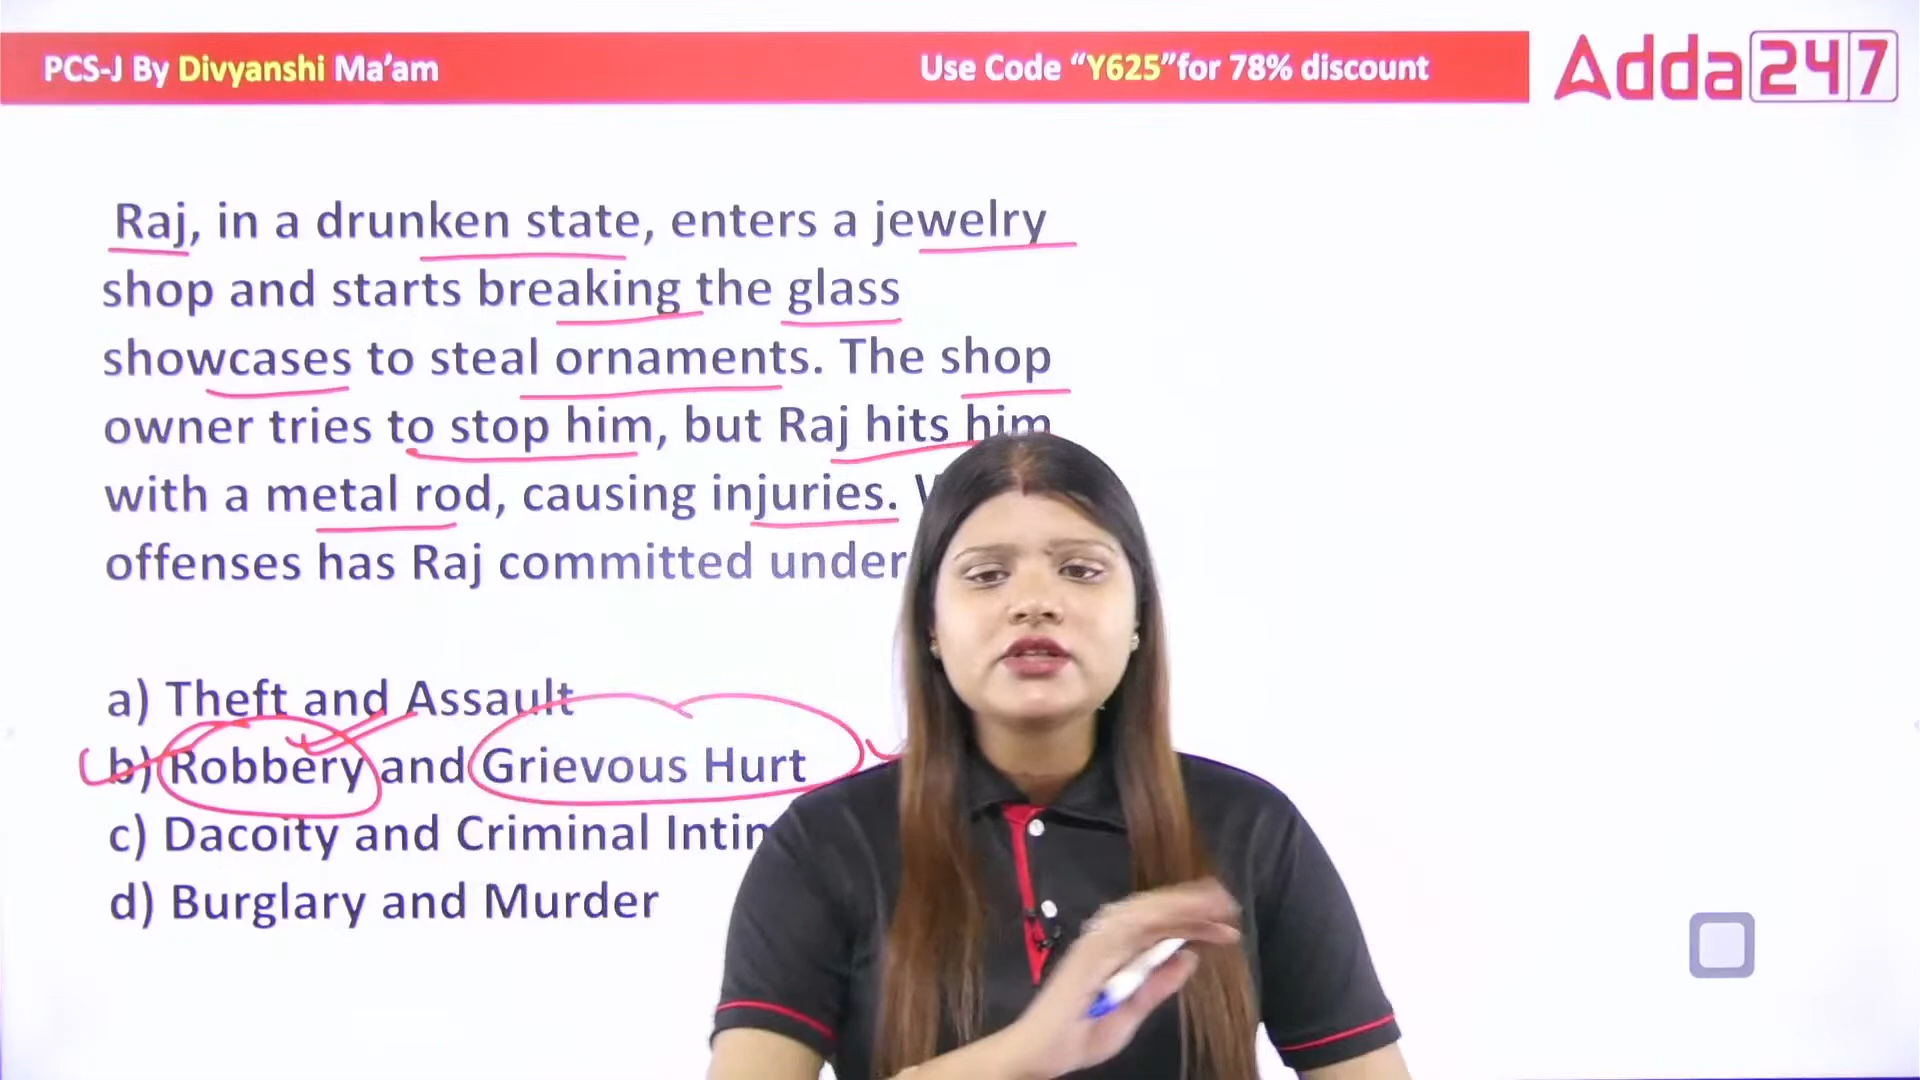 PCS-J By Divyanshi Ma’am
Use Code “Y625”for 78% discount
Adda247
Raj, in a drunken state, enters a jewelry
shop and starts breaking the glass
showcases to steal ornaments. The shop
owner tries to stop him, but Raj hits him
with a metal rod, causing injuries.
offenses has Raj committed under
a) Theft and Assault
b) Robbery and Grievous Hurt
c) Dacoity and Criminal
d) Burglary and Murder